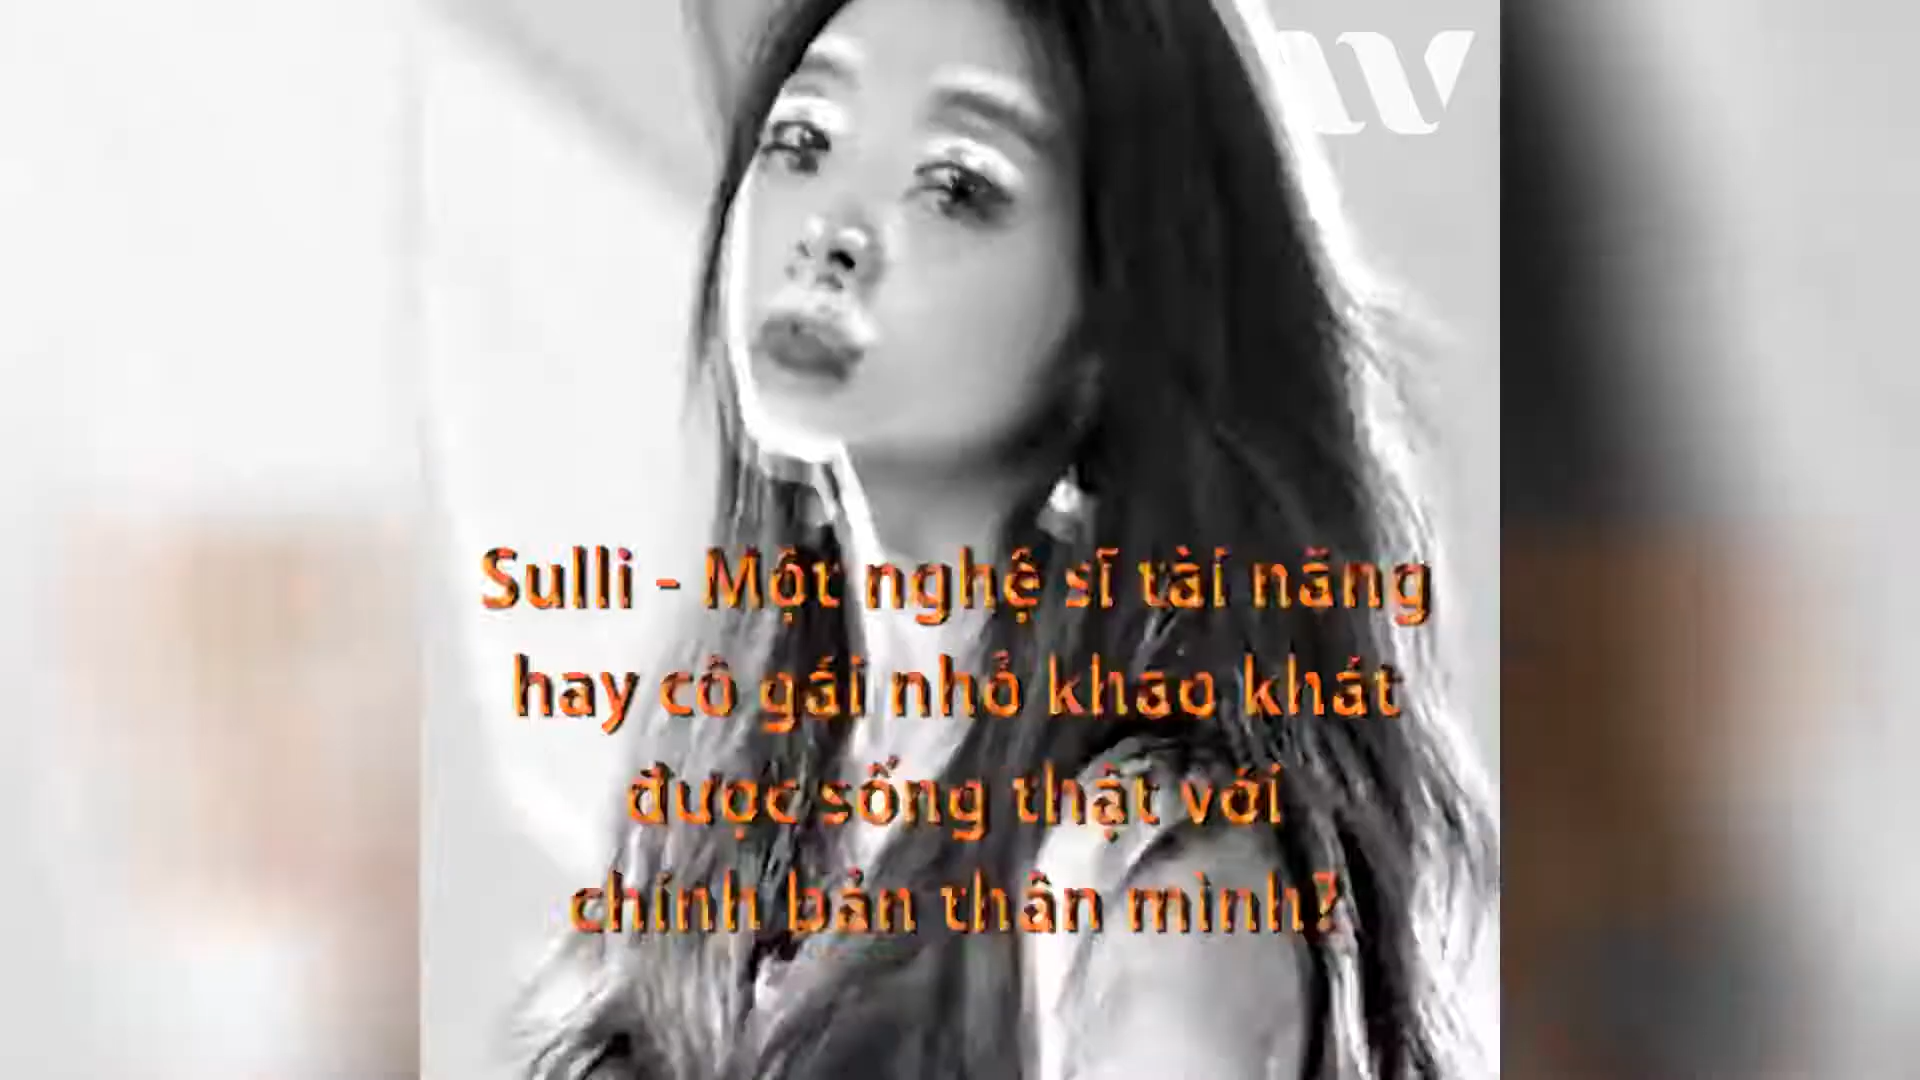 Sulli - Một nghệ sĩ tài năng
hay cô gái nhỏ khao khát
được sống thật với
chính bản thân mình?